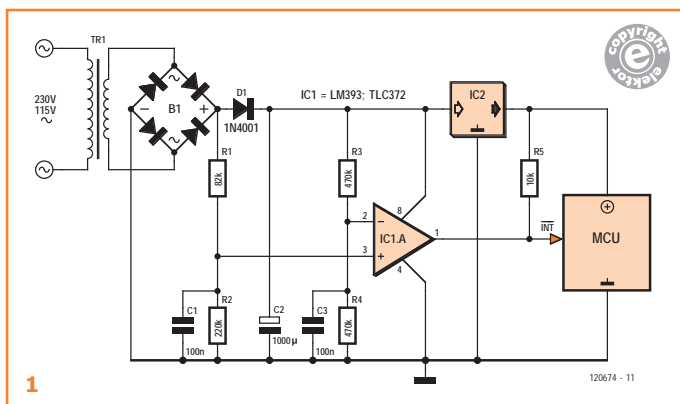 TR1
230V
115V
~
B1
~
~
−
+
D1
1N4001
IC1 = LM393; TLC372
IC2
copyright
elektor
R1
82k
R3
470k
R5
10k
2
3
8
4
1
−
+
IC1.A
INT
MCU
+
C1
100n
R2
220k
C2
1000µ
C3
100n
R4
470k
1
120674 - 11